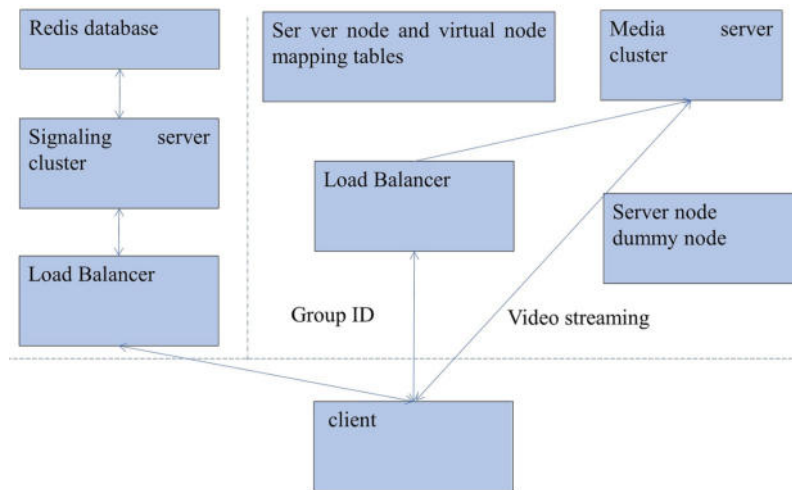 Redis database
Ser ver node and virtual node
mapping tables
Media server
cluster
Signaling server
cluster
Load Balancer
Server node
dummy node
Load Balancer
Group ID
Video streaming
client